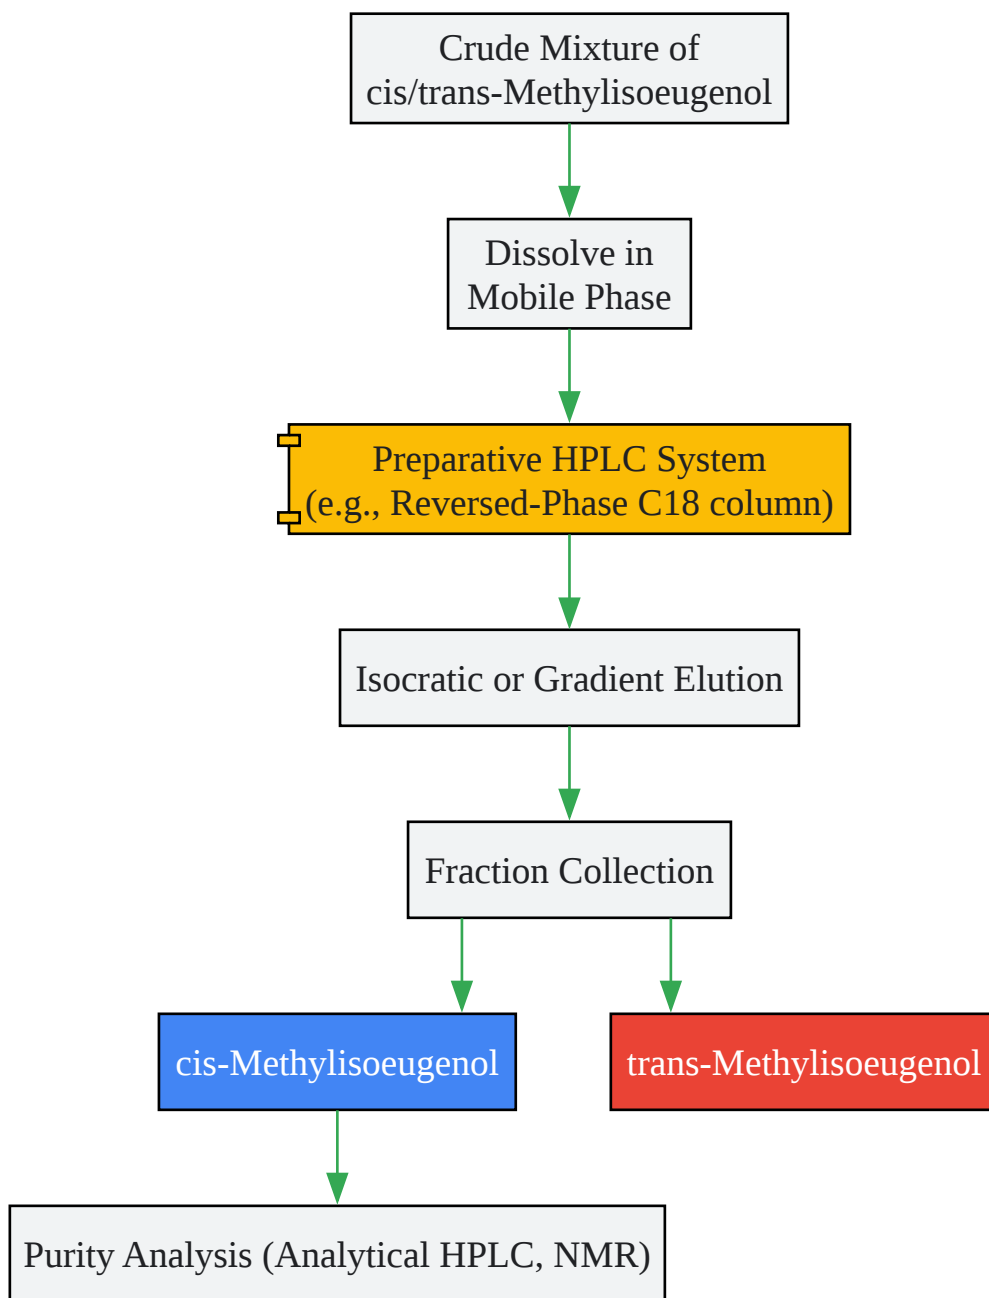 Crude Mixture of
cis/trans-Methylisoeugenol
Dissolve in
Mobile Phase
Preparative HPLC System
(e.g., Reversed-Phase C18 column)
Isocratic or Gradient Elution
Fraction Collection
cis-Methylisoeugenol
trans-Methylisoeugenol
Purity Analysis (Analytical HPLC, NMR)